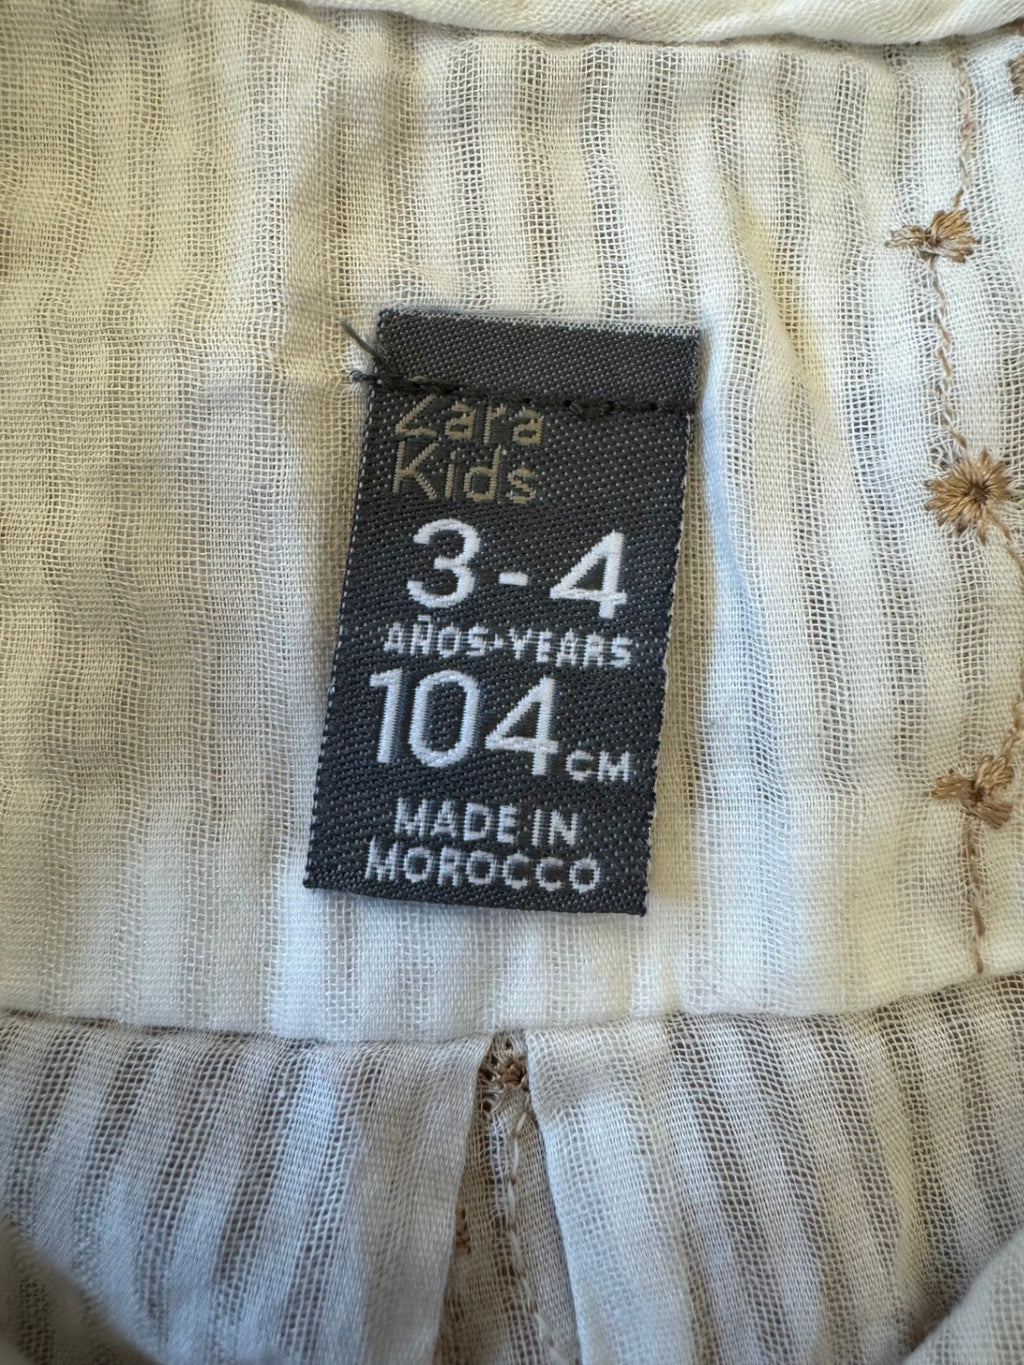 Zara
Kids
3-4
AÑOS-YEARS
104CM
MADE IN
MOROCCO